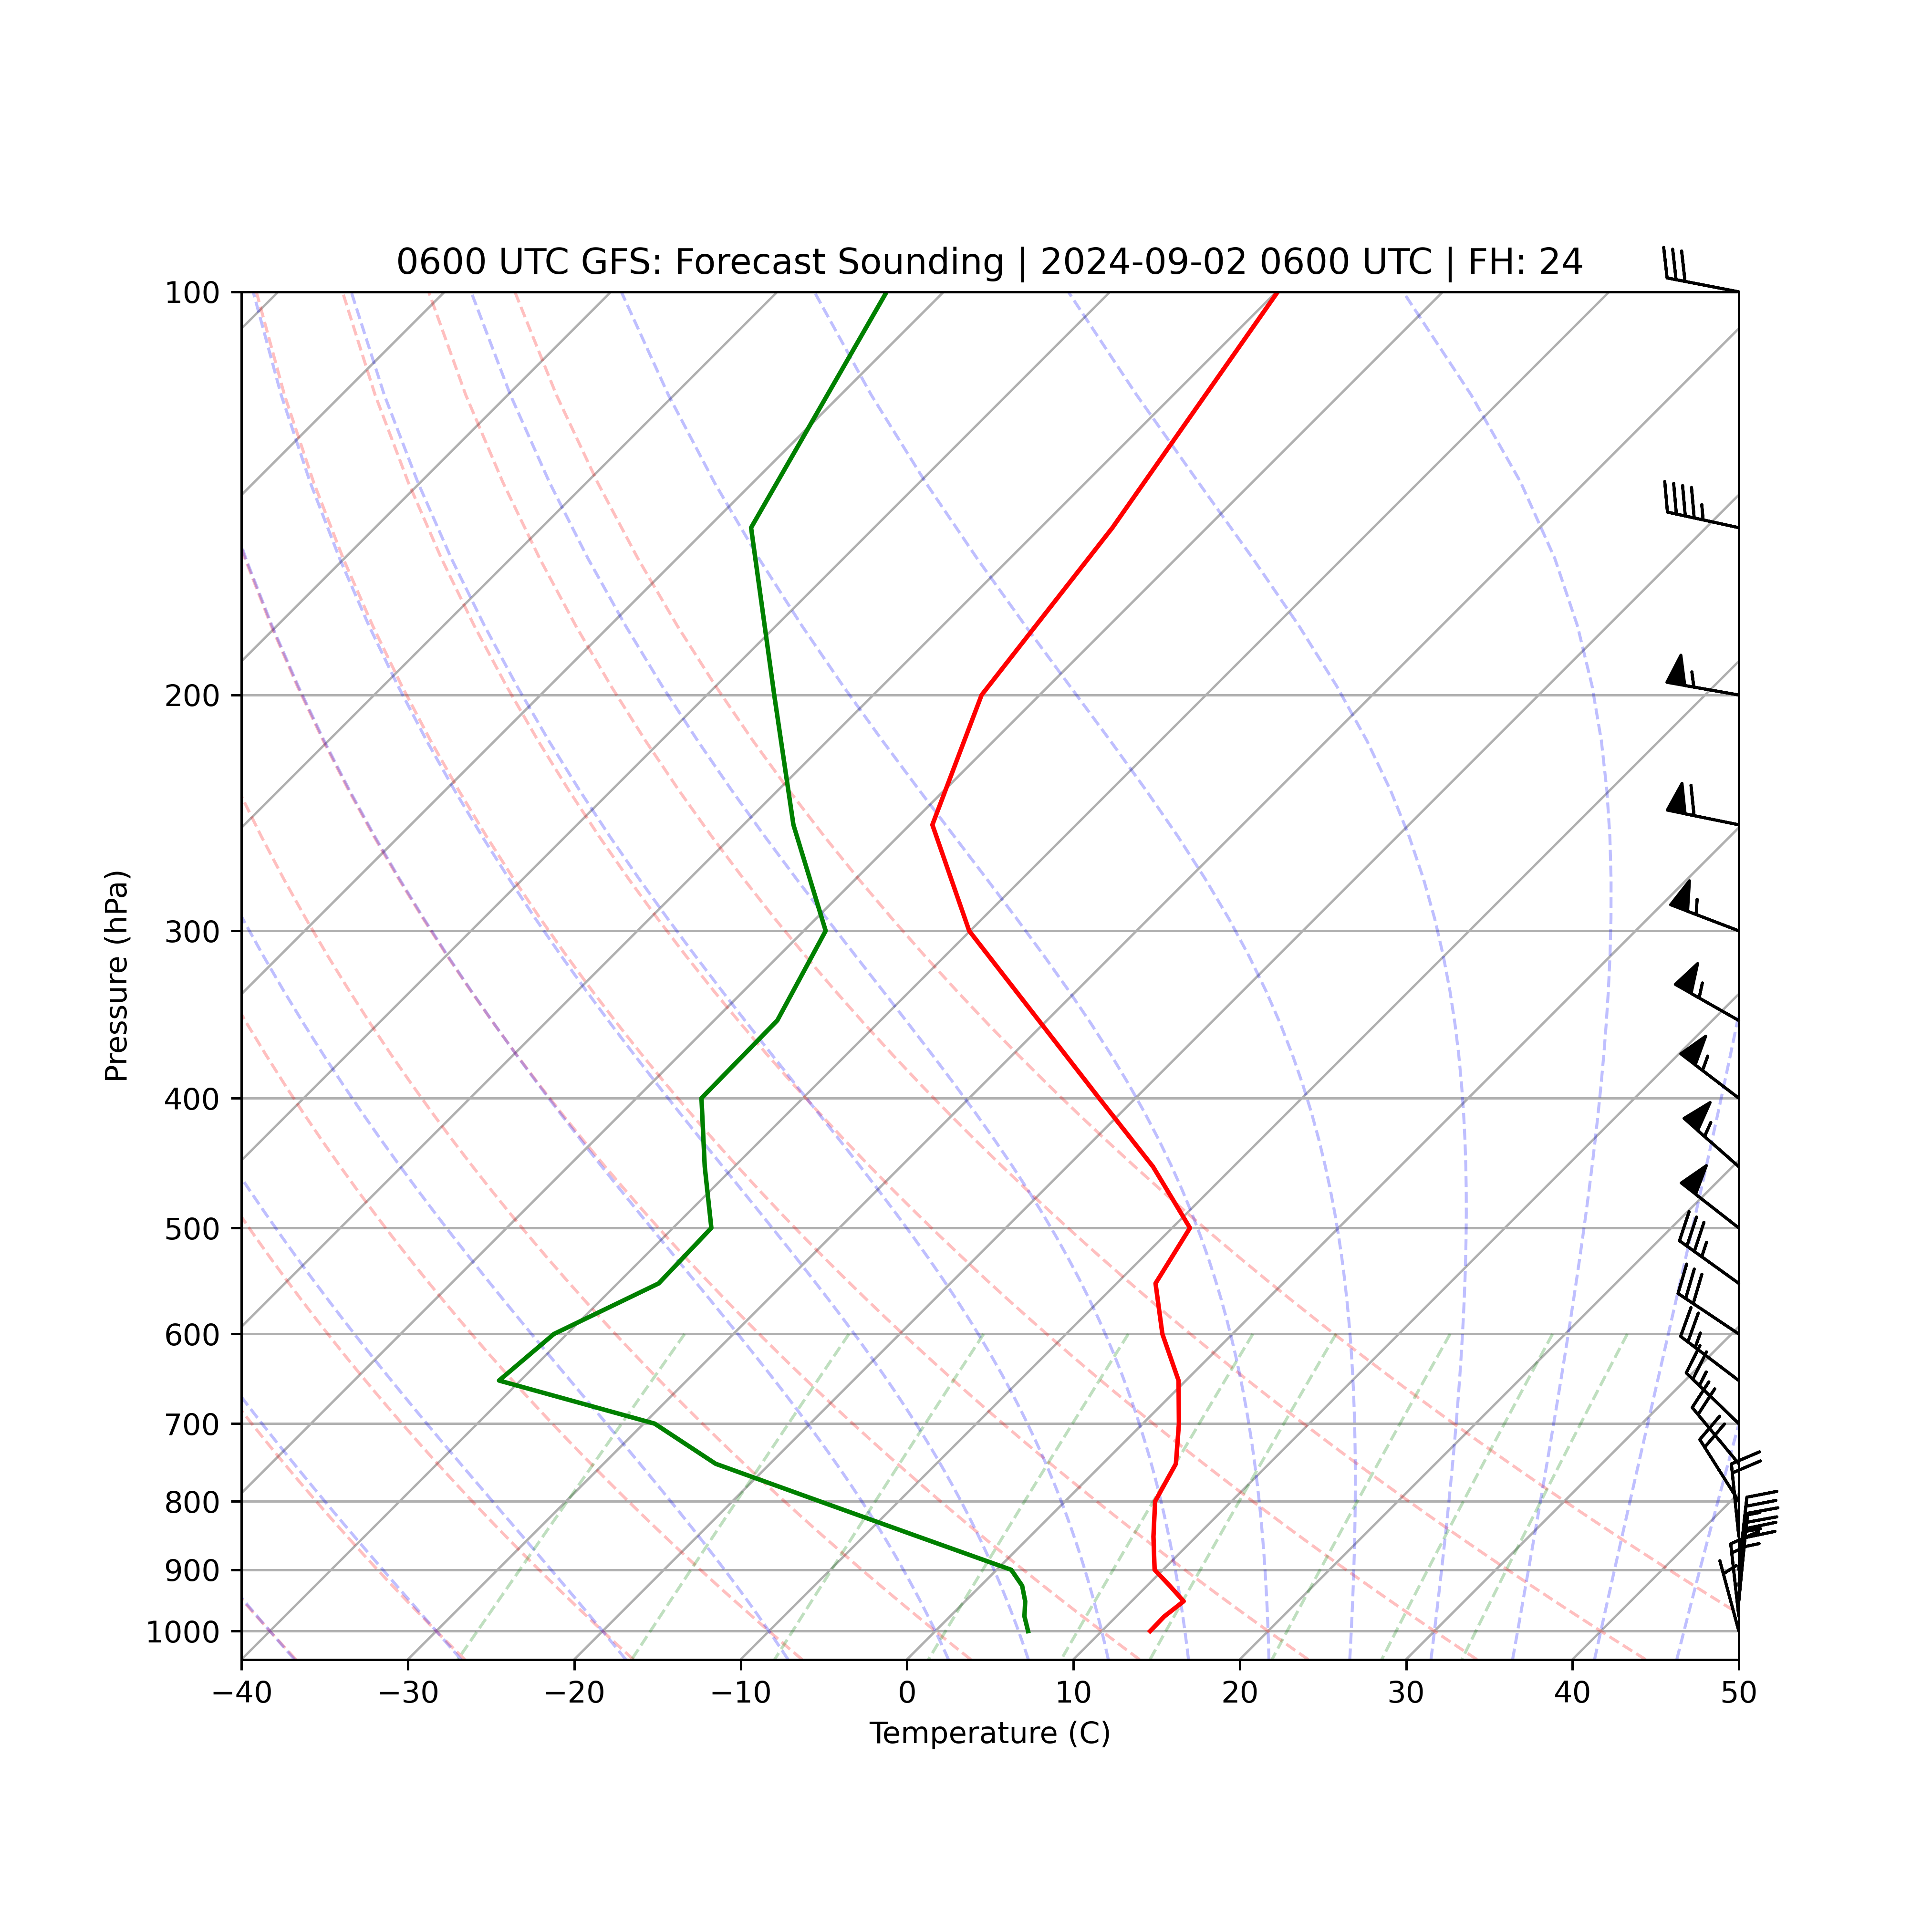 0600 UTC GFS: Forecast Sounding | 2024-09-02 0600 UTC | FH: 24
100
200
300
400
500
600
700
800
900
1000
Pressure (hPa)
−40 −30 −20 −10 0 10 20 30 40 50
Temperature (C)